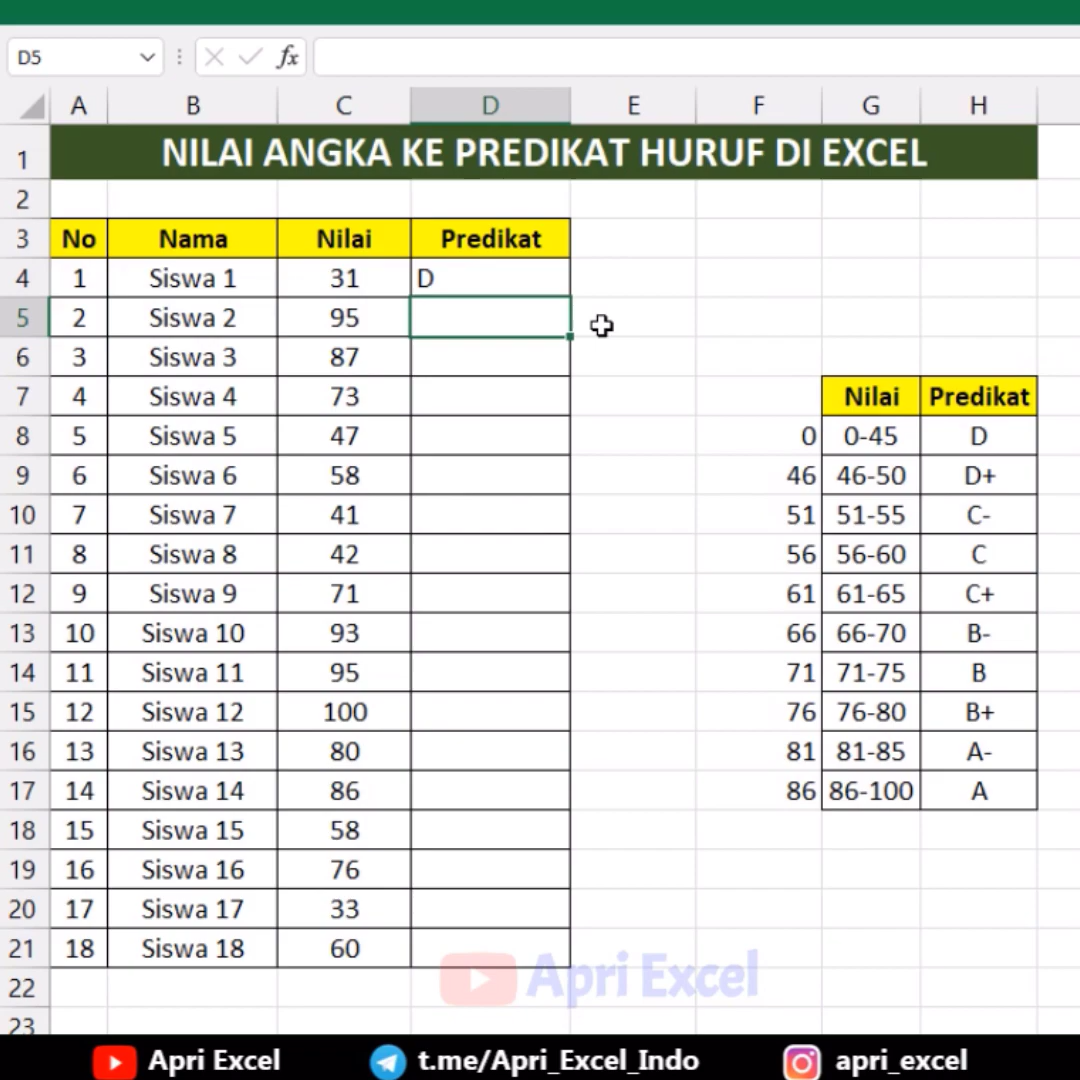 D5 fx
A B C D E F G H
1 NILAI ANGKA KE PREDIKAT HURUF DI EXCEL
2
3 No Nama Nilai Predikat
4 1 Siswa 1 31 D
5 2 Siswa 2 95
6 3 Siswa 3 87
7 4 Siswa 4 73 Nilai Predikat
8 5 Siswa 5 47 0 0-45 D
9 6 Siswa 6 58 46 46-50 D+
10 7 Siswa 7 41 51 51-55 C-
11 8 Siswa 8 42 56 56-60 C
12 9 Siswa 9 71 61 61-65 C+
13 10 Siswa 10 93 66 66-70 B-
14 11 Siswa 11 95 71 71-75 B
15 12 Siswa 12 100 76 76-80 B+
16 13 Siswa 13 80 81 81-85 A-
17 14 Siswa 14 86 86 86-100 A
18 15 Siswa 15 58
19 16 Siswa 16 76
20 17 Siswa 17 33
21 18 Siswa 18 60
Apri Excel
22
23
Apri Excel t.me/Apri_Excel_Indo apri_excel